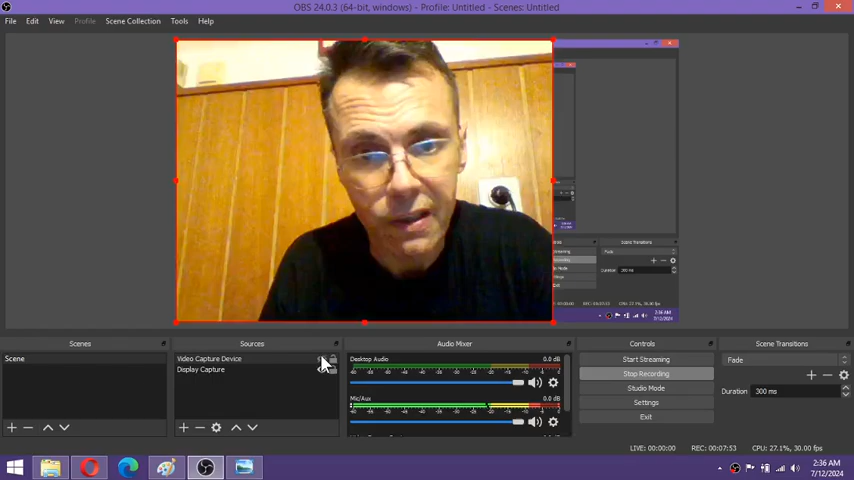 OBS 24.0.3 (64-bit, windows) - Profile: Untitled - Scenes: Untitled
File Edit View Profile Scene Collection Tools Help
Scenes
Scene
Sources
Video Capture Device
Display Capture
Audio Mixer
Desktop Audio 0.0 dB
Mic/Aux 0.0 dB
Controls
Start Streaming
Stop Recording
Studio Mode
Settings
Exit
Scene Transitions
Fade
Duration 300 ms
LIVE: 00:00:00 REC: 00:07:53 CPU: 27.1%, 30.00 fps
2:36 AM
7/12/2024